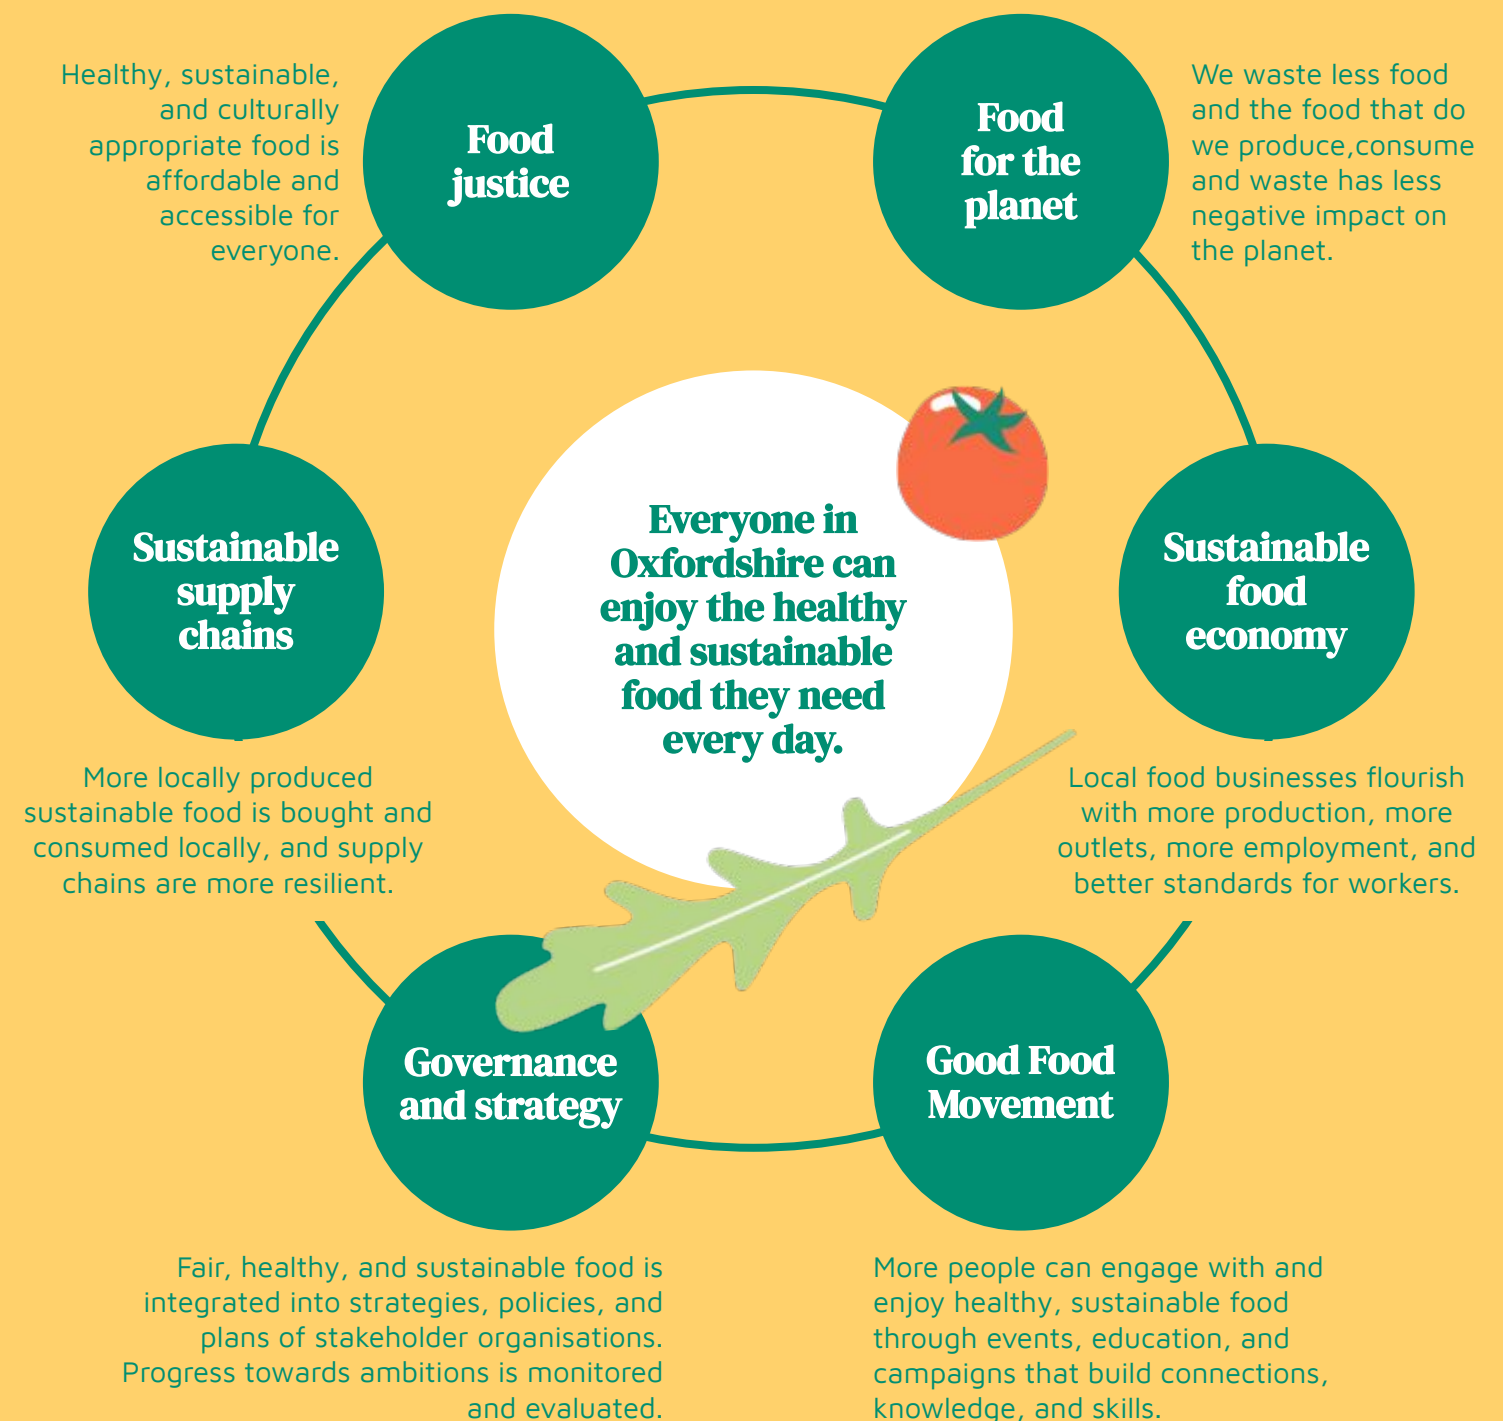 Healthy, sustainable,
and culturally
appropriate food is
affordable and
accessible for
everyone.
Food
justice
Food
for the
planet
We waste less food
and the food that do
we produce,consume
and waste has less
negative impact on
the planet.
Sustainable
supply
chains
More locally produced
sustainable food is bought and
consumed locally, and supply
chains are more resilient.
Everyone in
Oxfordshire can
enjoy the healthy
and sustainable
food they need
every day.
Sustainable
food
economy
Local food businesses flourish
with more production, more
outlets, more employment, and
better standards for workers.
Governance
and strategy
Fair, healthy, and sustainable food is
integrated into strategies, policies, and
plans of stakeholder organisations.
Progress towards ambitions is monitored
and evaluated.
Good Food
Movement
More people can engage with and
enjoy healthy, sustainable food
through events, education, and
campaigns that build connections,
knowledge, and skills.